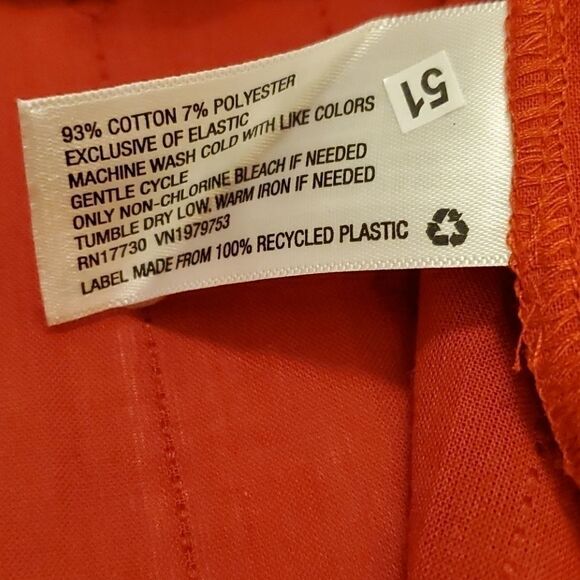 93% COTTON 7% POLYESTER
EXCLUSIVE OF ELASTIC
MACHINE WASH COLD WITH LIKE COLORS
GENTLE CYCLE
ONLY NON-CHLORINE BLEACH IF NEEDED
TUMBLE DRY LOW. WARM IRON IF NEEDED
RN17730 VN1979753
LABEL MADE FROM 100% RECYCLED PLASTIC
51